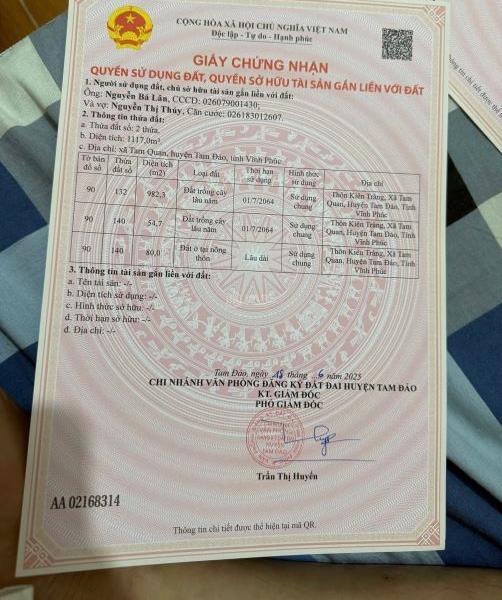 CỘNG HÒA XÃ HỘI CHỦ NGHĨA VIỆT NAM
Độc lập - Tự do - Hạnh phúc
GIẤY CHỨNG NHẬN
QUYỀN SỬ DỤNG ĐẤT, QUYỀN SỞ HỮU TÀI SẢN GẮN LIỀN VỚI ĐẤT
1. Người sử dụng đất, chủ sở hữu tài sản gắn liền với đất:
Ông: Nguyễn Bá Lân, CCCD: 026079001430;
Và vợ: Nguyễn Thị Thúy, Căn cước: 026183012607.
2. Thông tin thửa đất:
a. Thửa đất số: 2 thửa.
b. Diện tích: 1117,0m²
c. Địa chỉ: xã Tam Quan, huyện Tam Đảo, tỉnh Vĩnh Phúc
Tờ bản đồ số Thửa đất số Diện tích (m2) Loại đất Thời hạn sử dụng Hình thức sử dụng Địa chỉ
90 132 982,3 Đất trồng cây lâu năm 01/7/2064 Sử dụng chung Thôn Kiên Tràng, Xã Tam Quan, Huyện Tam Đảo, Tỉnh Vĩnh Phúc
90 140 54,7 Đất trồng cây lâu năm 01/7/2064 Sử dụng chung Thôn Kiên Tràng, Xã Tam Quan, Huyện Tam Đảo, Tỉnh Vĩnh Phúc
90 140 80,0 Đất ở tại nông thôn Lâu dài Sử dụng chung Thôn Kiên Tràng, Xã Tam Quan, Huyện Tam Đảo, Tỉnh Vĩnh Phúc
3. Thông tin tài sản gắn liền với đất:
a. Tên tài sản: -/-
b. Diện tích sử dụng: -/-
c. Hình thức sở hữu: -/-
d. Thời hạn sở hữu: -/-
đ. Địa chỉ: -/-
Tam Đảo, ngày 18 tháng 6 năm 2025
CHI NHÁNH VĂN PHÒNG ĐĂNG KÝ ĐẤT ĐAI HUYỆN TAM ĐẢO
KT. GIÁM ĐỐC
PHÓ GIÁM ĐỐC
Trần Thị Huyến
AA 02168314
Thông tin chi tiết được thể hiện tại mã QR.